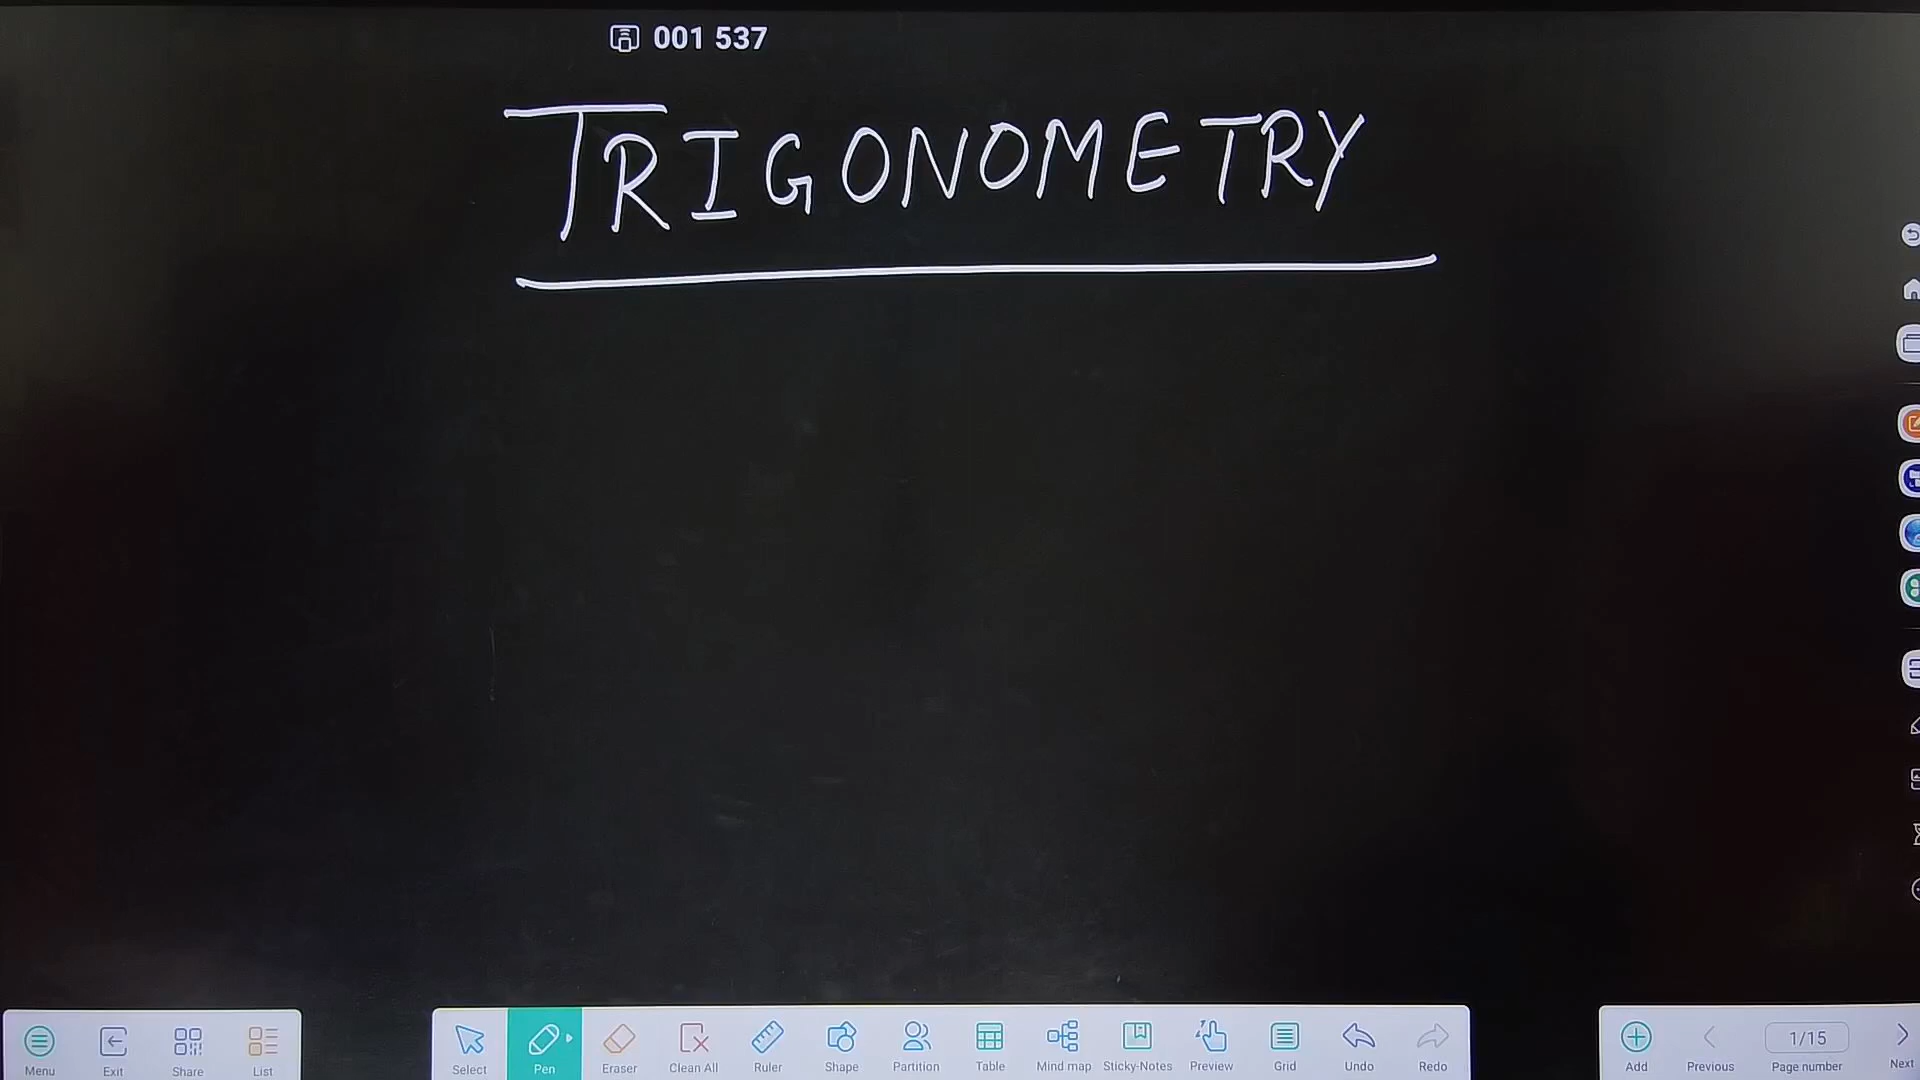 001 537
TRIGONOMETRY
Menu Exit Share List Select Pen Eraser Clean All Ruler Shape Partition Table Mind map Sticky-Notes Preview Grid Undo Redo Add Previous 1/15 Page number Next